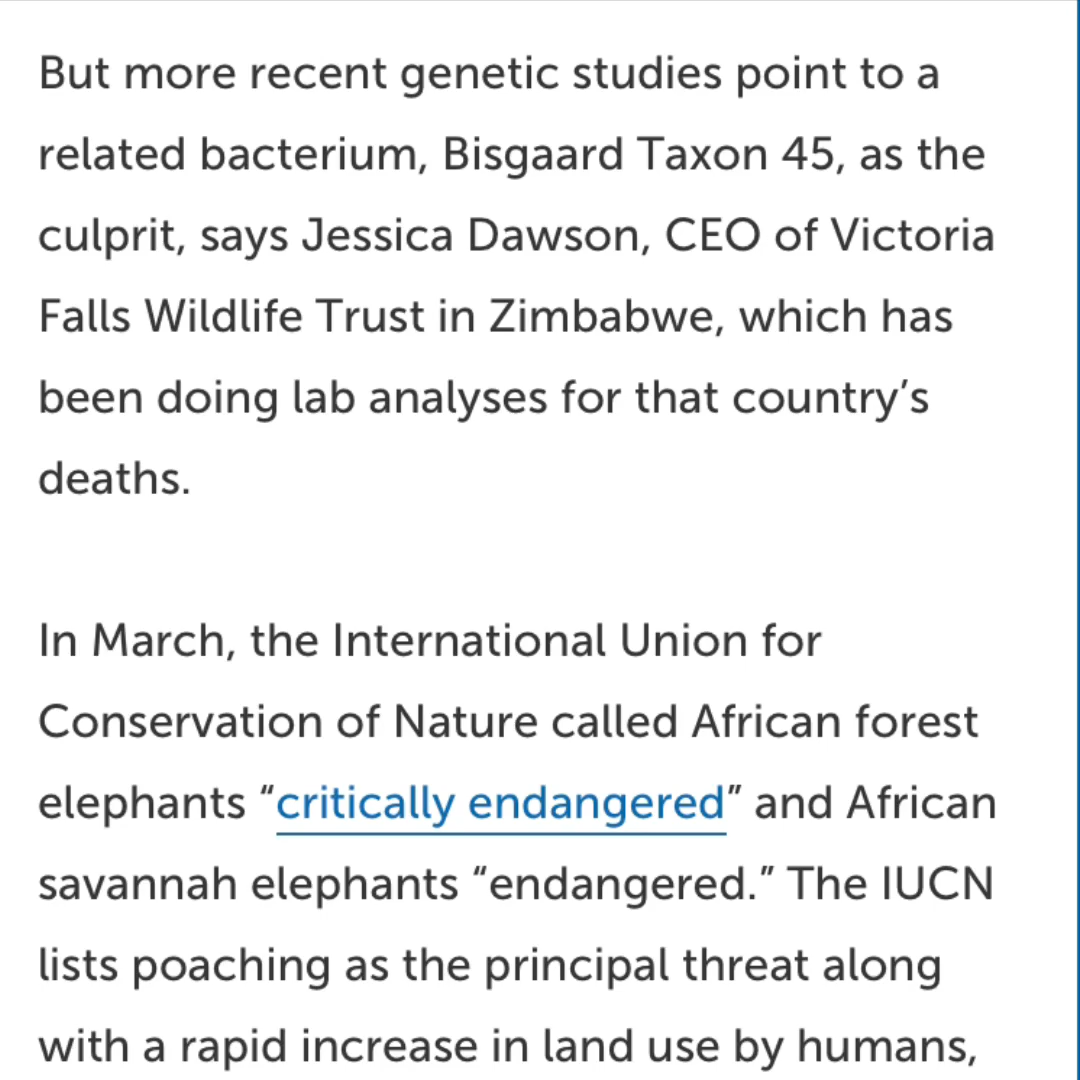 But more recent genetic studies point to a
related bacterium, Bisgaard Taxon 45, as the
culprit, says Jessica Dawson, CEO of Victoria
Falls Wildlife Trust in Zimbabwe, which has
been doing lab analyses for that country’s
deaths.
In March, the International Union for
Conservation of Nature called African forest
elephants “critically endangered” and African
savannah elephants “endangered.” The IUCN
lists poaching as the principal threat along
with a rapid increase in land use by humans,